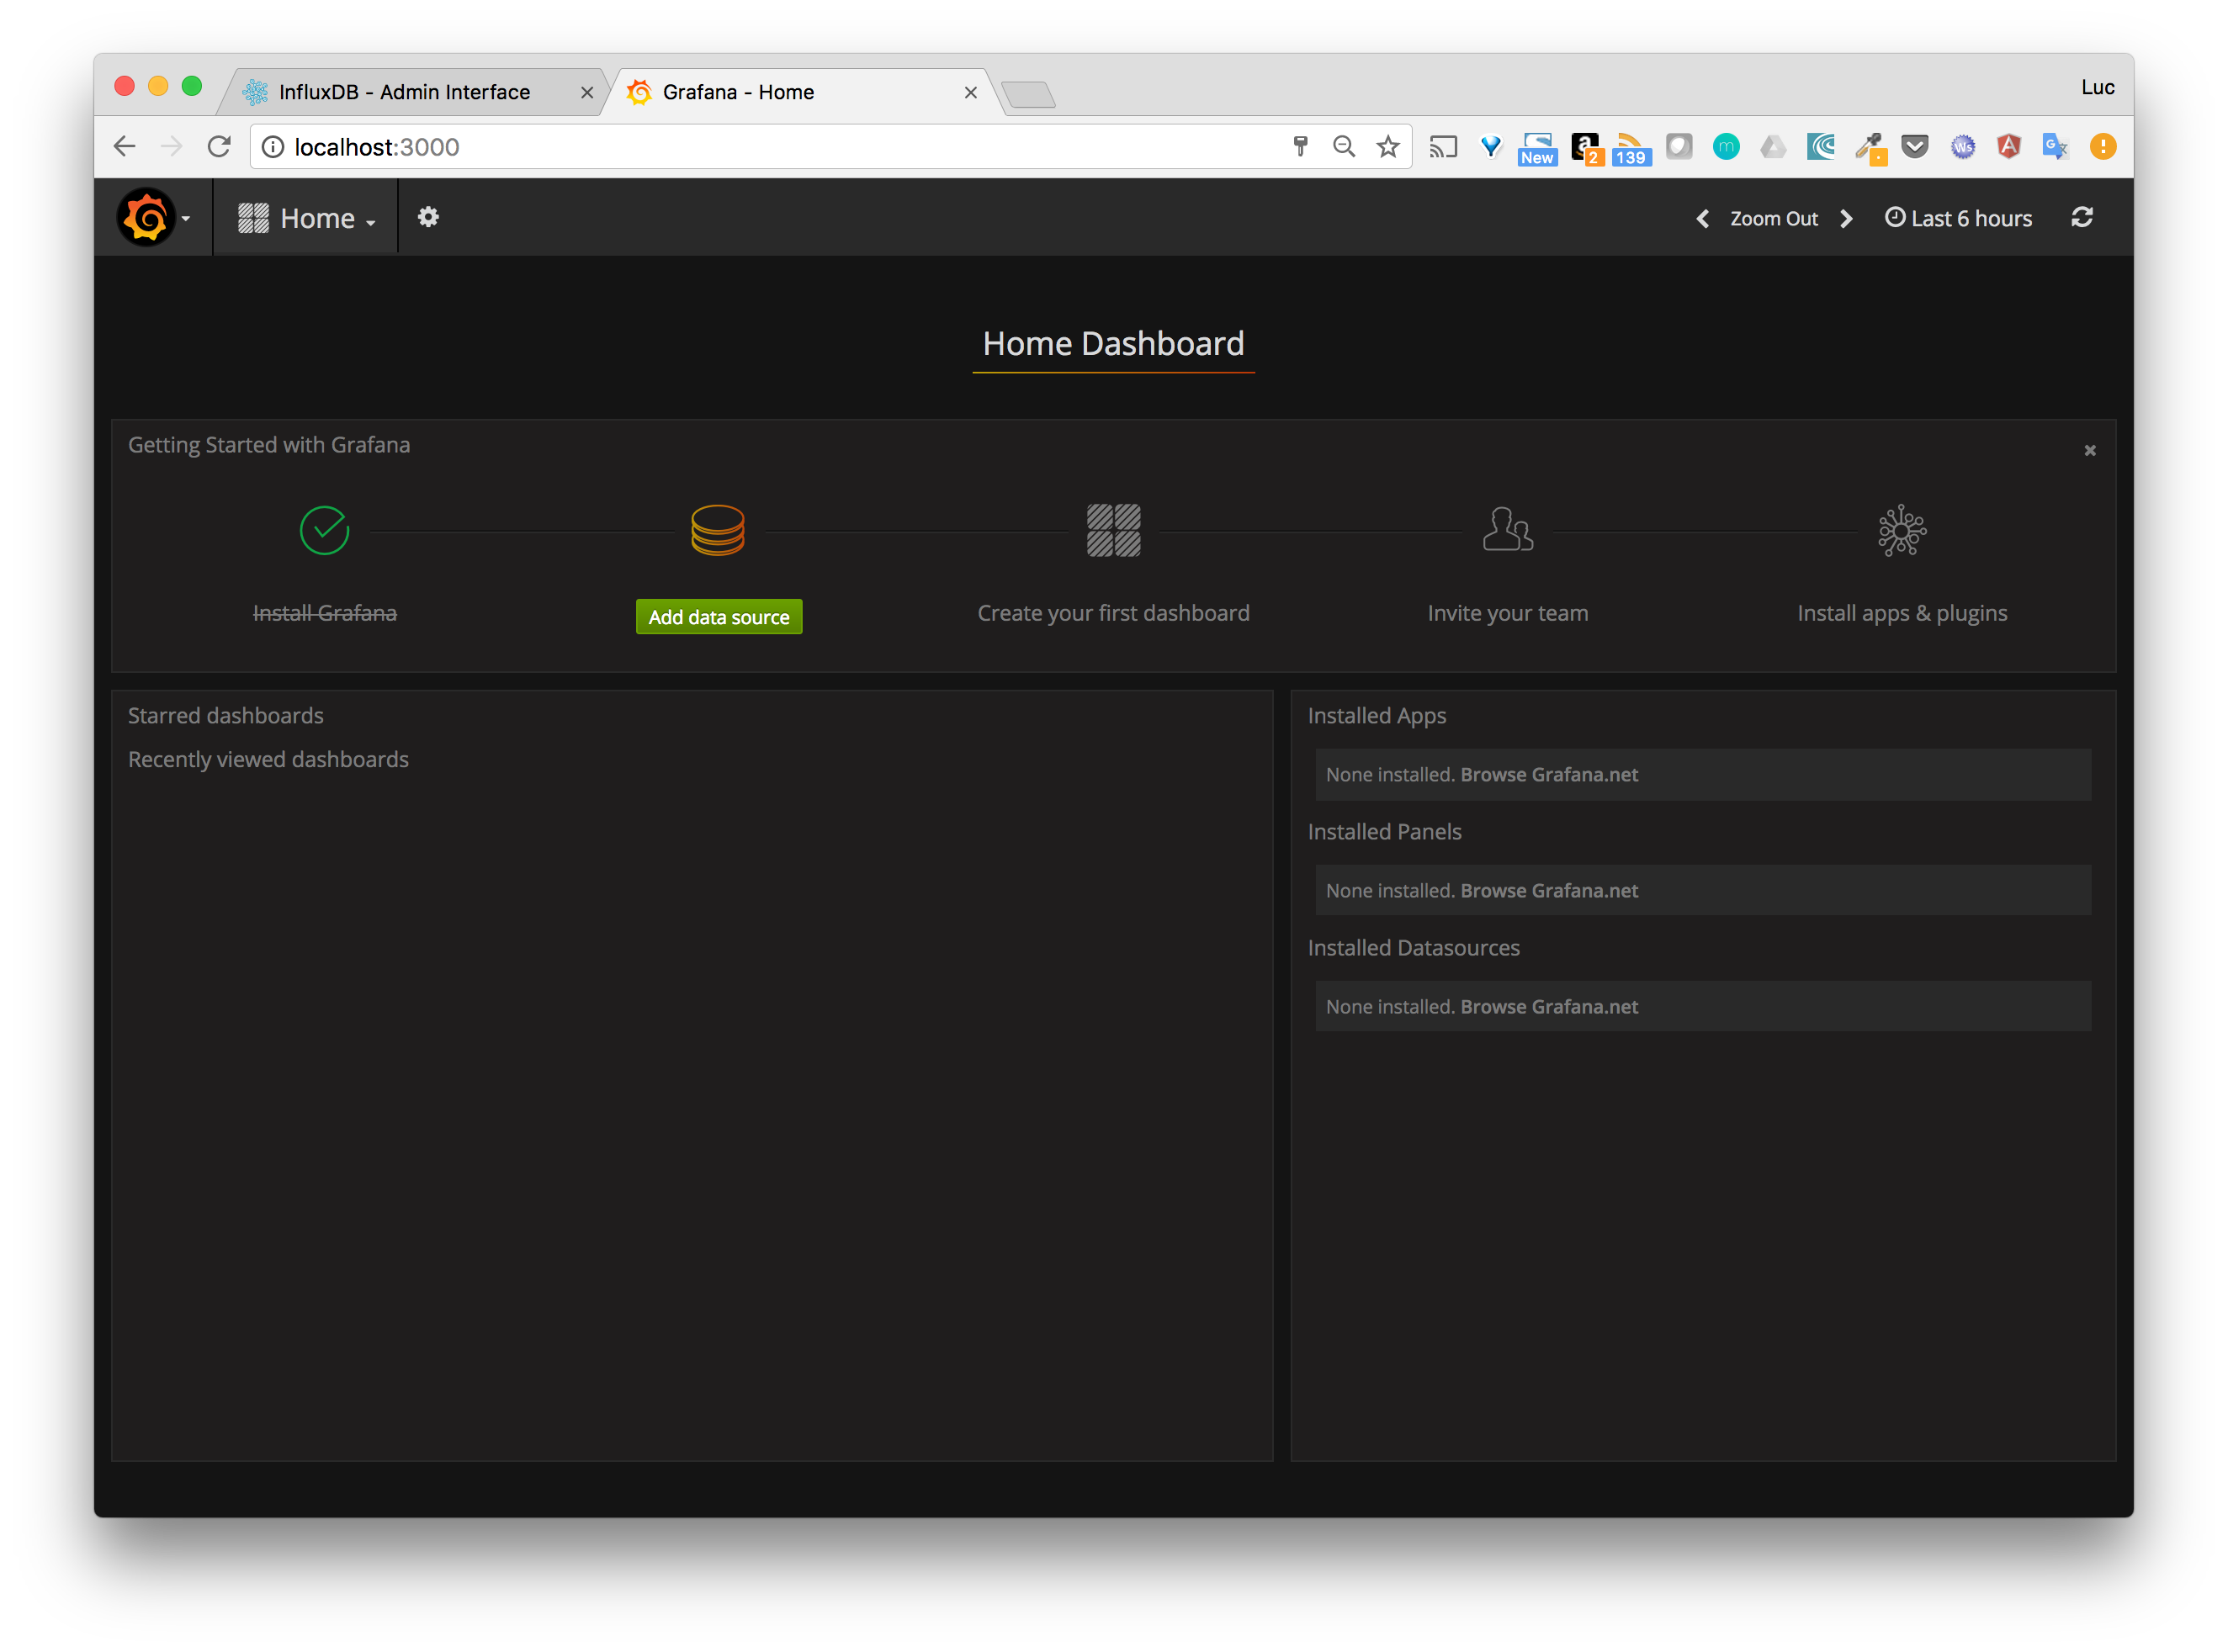 InfluxDB - Admin Interface
Grafana - Home
Luc
localhost:3000
New
a
2
139
m
Ws
A
G
Home
Zoom Out
Last 6 hours
Home Dashboard
Getting Started with Grafana
Install Grafana
Add data source
Create your first dashboard
Invite your team
Install apps & plugins
Starred dashboards
Recently viewed dashboards
Installed Apps
None installed. Browse Grafana.net
Installed Panels
None installed. Browse Grafana.net
Installed Datasources
None installed. Browse Grafana.net